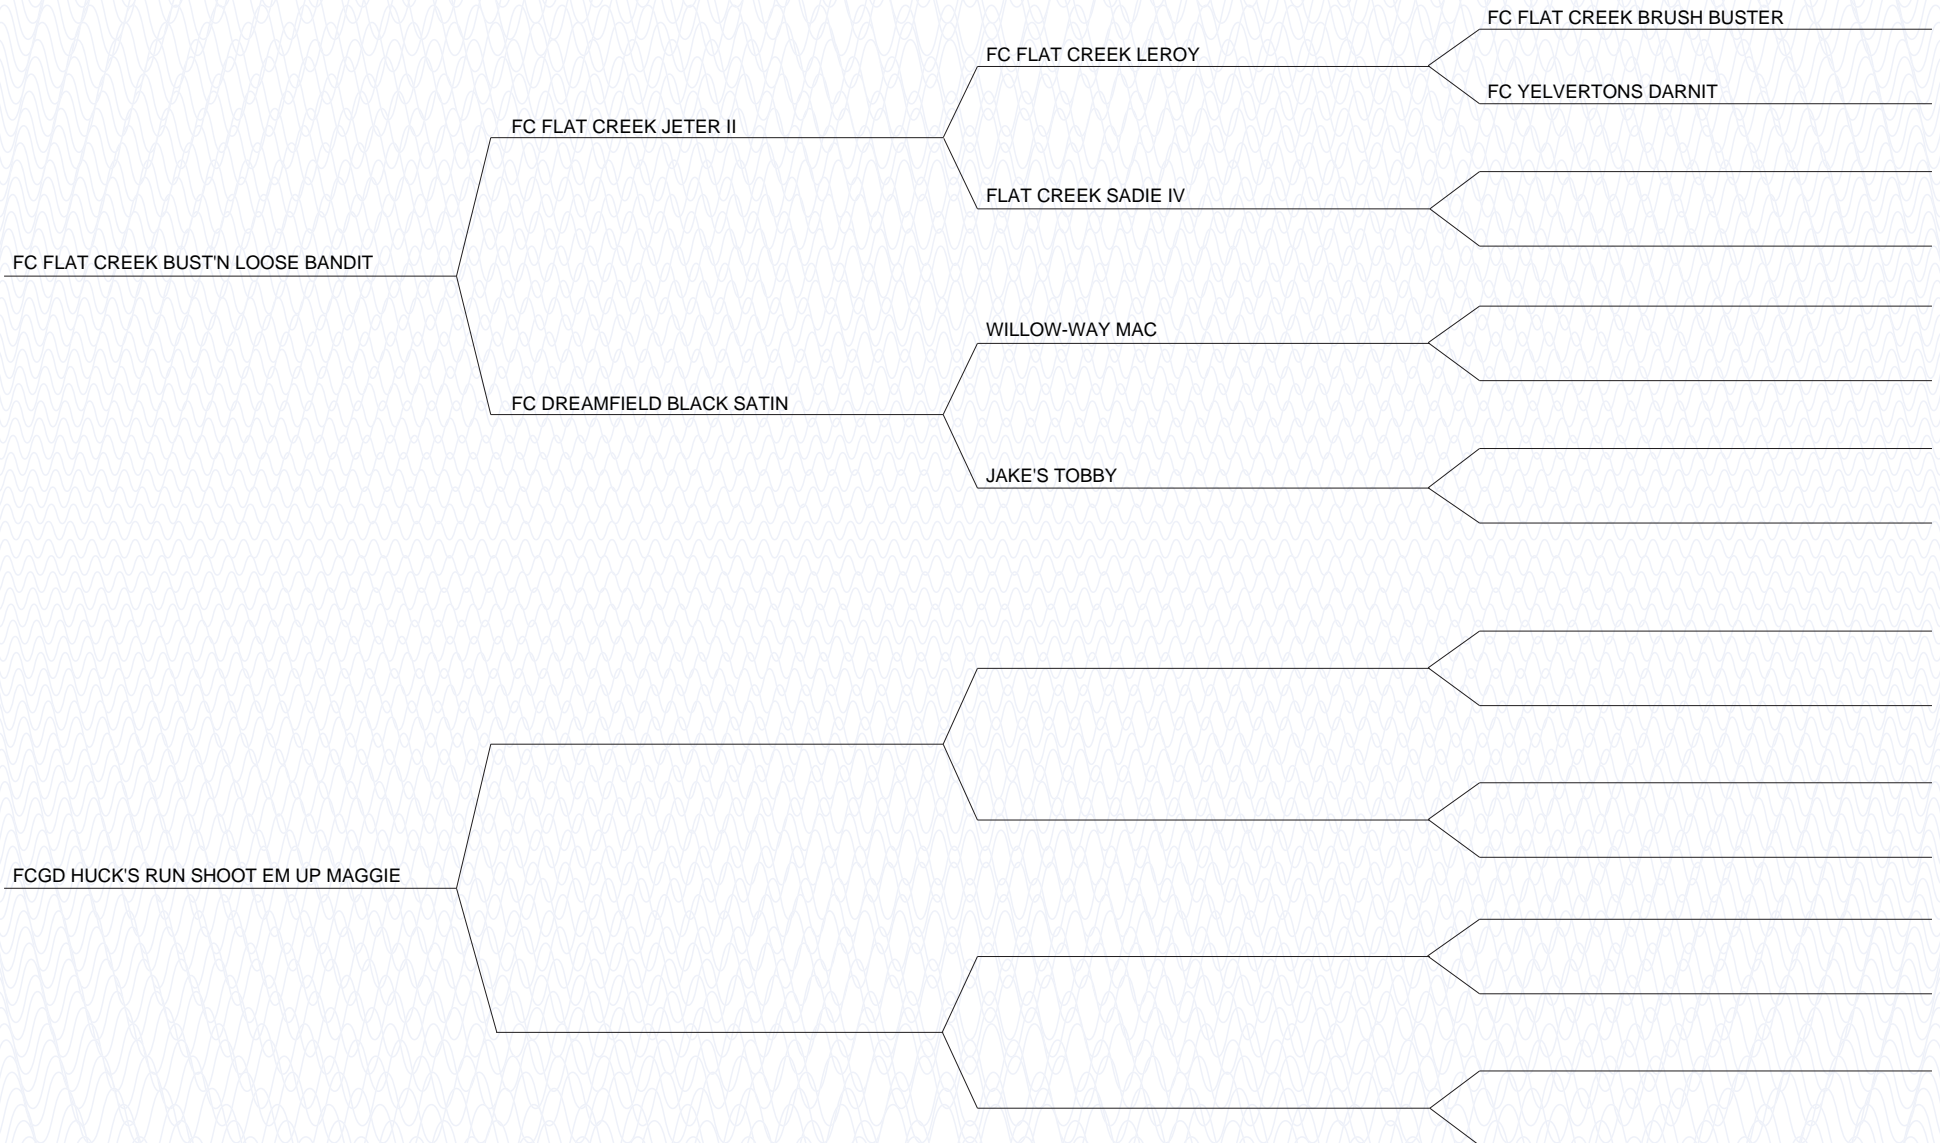 FC FLAT CREEK BRUSH BUSTER
FC FLAT CREEK LEROY
FC YELVERTONS DARNIT
FC FLAT CREEK JETER II
FLAT CREEK SADIE IV
FC FLAT CREEK BUST'N LOOSE BANDIT
WILLOW-WAY MAC
FC DREAMFIELD BLACK SATIN
JAKE'S TOBBY
FCGD HUCK'S RUN SHOOT EM UP MAGGIE